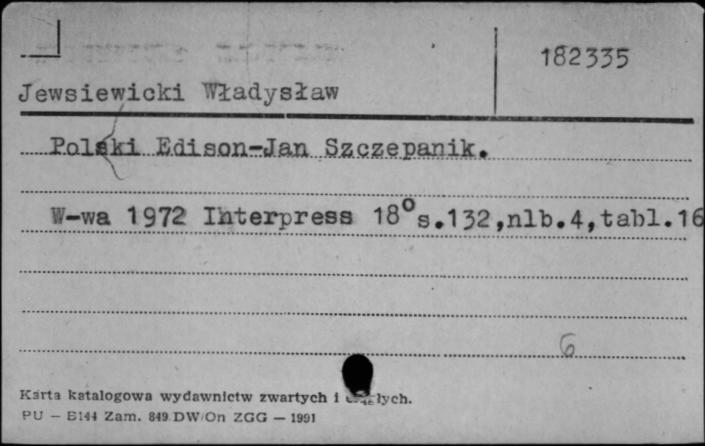 182335
Jewsiewicki Władysław
Polski Edison-Jan Szczepanik.
W-wa 1972 Interpress 18°s.132,nlb.4,tabl.16
6
Karta katalogowa wydawnictw zwartych i ciągłych.
PU — B144 Zam. 849 DW/On ZGG — 1991